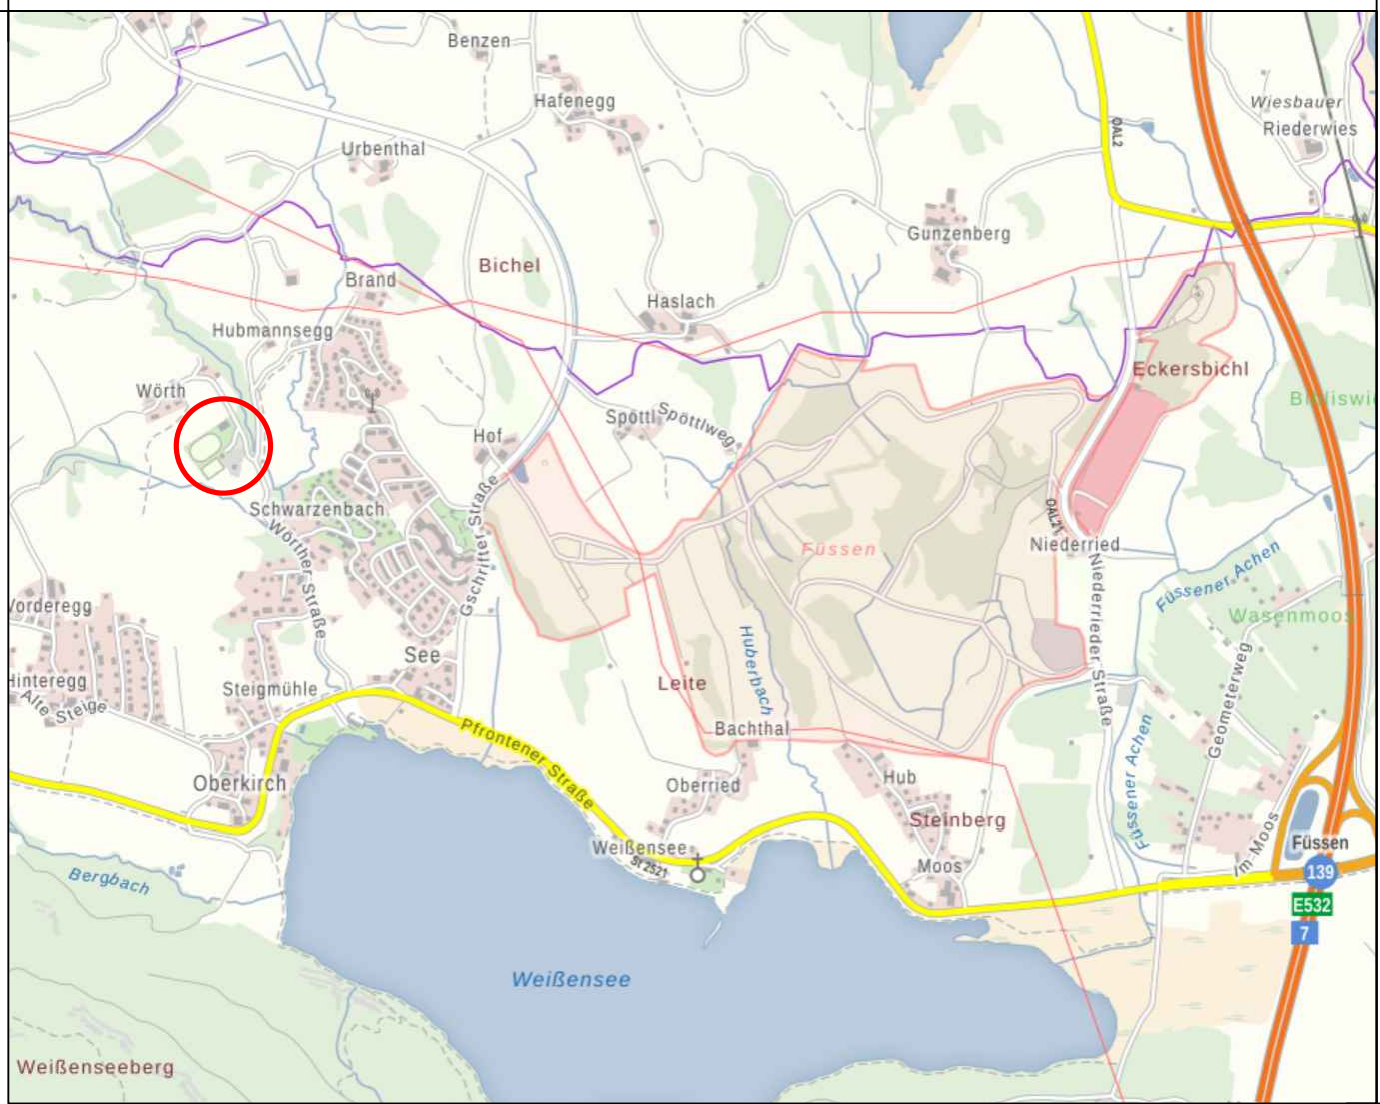 Benzen
Hafenegg
Wiesbauer
Riederwies
OAL2
Urbenthal
Gunzenberg
Bichel
Brand
Haslach
Hubmannsegg
Eckersbichl
Wörth
Spöttl
Spöttlweg
Hof
Schwarzenbach
Gschrifter Straße
OAL21
Füssen
Niederried
Wörther Straße
Füssener Achen
Vorderegg
Wasenmoos
Niederrieder Straße
Huberbach
See
Hinteregg
Alte Steige
Steigmühle
Leite
Geometerweg
Bachthal
Pfrontener Straße
Füssener Achen
Oberkirch
Oberried
Hub
Steinberg
Weißensee
St 2521
Im Moos
Füssen
Moos
139
Bergbach
E532
7
Weißensee
Weißenseeberg